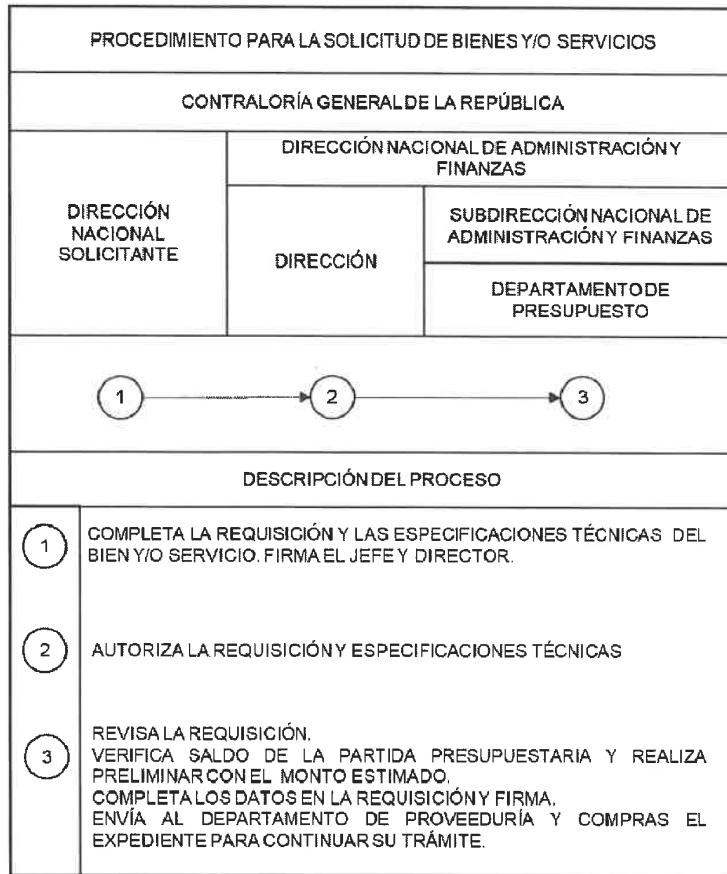 PROCEDIMIENTO PARA LA SOLICITUD DE BIENES Y/O SERVICIOS
CONTRALORÍA GENERAL DE LA REPÚBLICA
DIRECCIÓN
NACIONAL
SOLICITANTE
DIRECCIÓN NACIONAL DE ADMINISTRACIÓN Y
FINANZAS
DIRECCIÓN
SUBDIRECCIÓN NACIONAL DE
ADMINISTRACIÓN Y FINANZAS
DEPARTAMENTO DE
PRESUPUESTO
1 2 3
DESCRIPCIÓN DEL PROCESO
1
COMPLETA LA REQUISICIÓN Y LAS ESPECIFICACIONES TÉCNICAS DEL
BIEN Y/O SERVICIO. FIRMA EL JEFE Y DIRECTOR.
2
AUTORIZA LA REQUISICIÓN Y ESPECIFICACIONES TÉCNICAS
3
REVISA LA REQUISICIÓN.
VERIFICA SALDO DE LA PARTIDA PRESUPUESTARIA Y REALIZA
PRELIMINAR CON EL MONTO ESTIMADO.
COMPLETA LOS DATOS EN LA REQUISICIÓN Y FIRMA.
ENVÍA AL DEPARTAMENTO DE PROVEEDURÍA Y COMPRAS EL
EXPEDIENTE PARA CONTINUAR SU TRÁMITE.